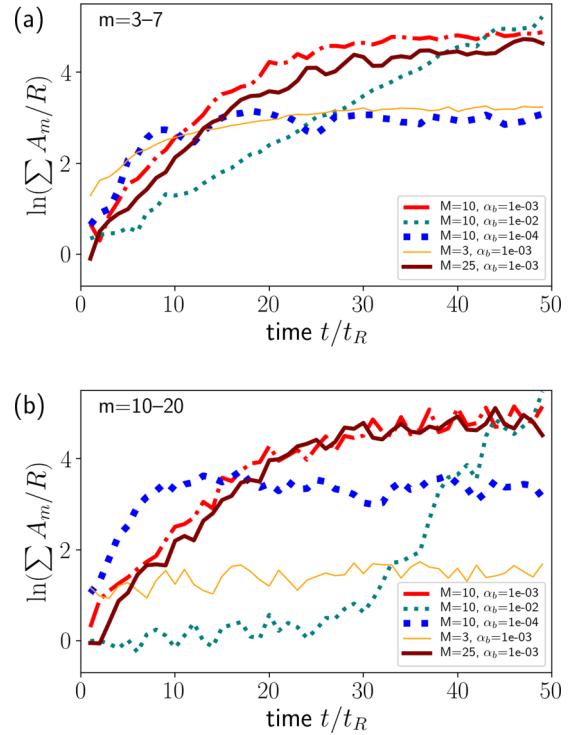 (a)
m=3–7
ln(∑ A_m/R)
4
2
0
M=10, α_b=1e-03
M=10, α_b=1e-02
M=10, α_b=1e-04
M=3, α_b=1e-03
M=25, α_b=1e-03
0 10 20 30 40 50
time t/t_R
(b)
m=10–20
ln(∑ A_m/R)
4
2
0
M=10, α_b=1e-03
M=10, α_b=1e-02
M=10, α_b=1e-04
M=3, α_b=1e-03
M=25, α_b=1e-03
0 10 20 30 40 50
time t/t_R